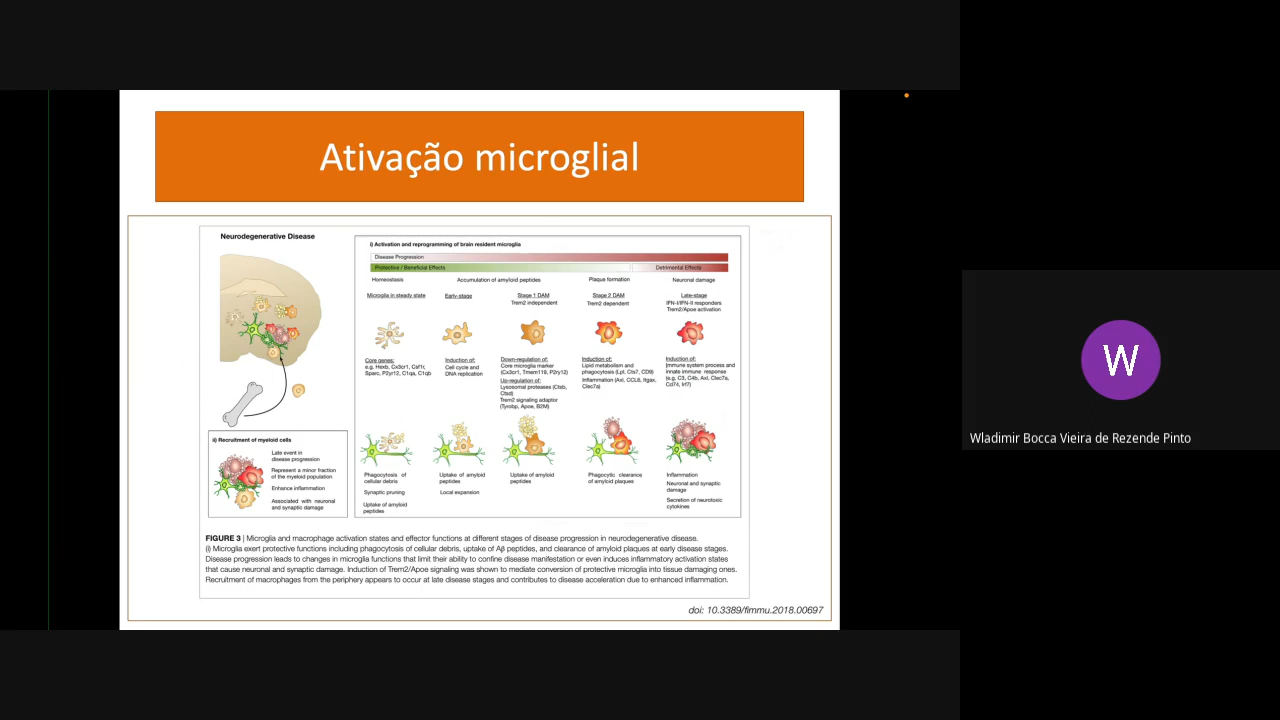 Ativação microglial
Neurodegenerative Disease
ii) Recruitment of myeloid cells
Late event in
disease progression
Represent a minor fraction
of the myeloid population
Enhance inflammation
Associated with neuronal
and synaptic damage
i) Activation and reprogramming of brain resident microglia
Disease Progression
Protective / Beneficial Effects
Detrimental Effects
Homeostasis
Accumulation of amyloid peptides
Plaque formation
Neuronal damage
Microglia in steady state
Early-stage
Stage 1 DAM
Trem2 independent
Stage 2 DAM
Trem2 dependent
Late-stage
IFN-I/IFN-II responders
Trem2/Apoe activation
Core genes:
e.g. Hexb, Cx3cr1, Csf1r,
Sparc, P2yr12, C1qa, C1qb
Induction of:
Cell cycle and
DNA replication
Down-regulation of:
Core microglia marker
(Cx3cr1, Tmem119, P2ry12)
Up-regulation of:
Lysosomal proteases (Ctsb,
Ctsd)
Trem2 signaling adaptor
(Tyrobp, Apoe, B2M)
Induction of:
Lipid metabolism and
phagocytosis (Lpl, Cts7, CD9)
Inflammation (Axl, CCL6, Itgax,
Clec7a)
Induction of:
Immune system process and
innate immune response
(e.g, C3, C4b, Axl, Clec7a,
Cd74, Irf7)
Phagocytosis of
cellular debris
Synaptic pruning
Uptake of amyloid
peptides
Uptake of amyloid
peptides
Local expansion
Uptake of amyloid
peptides
Phagocytic clearance
of amyloid plaques
Inflammation
Neuronal and synaptic
damage
Secretion of neurotoxic
cytokines
FIGURE 3 | Microglia and macrophage activation states and effector functions at different stages of disease progression in neurodegenerative disease.
(i) Microglia exert protective functions including phagocytosis of cellular debris, uptake of Aβ peptides, and clearance of amyloid plaques at early disease stages.
Disease progression leads to changes in microglia functions that limit their ability to confine disease manifestation or even induces inflammatory activation states
that cause neuronal and synaptic damage. Induction of Trem2/Apoe signaling was shown to mediate conversion of protective microglia into tissue damaging ones.
Recruitment of macrophages from the periphery appears to occur at late disease stages and contributes to disease acceleration due to enhanced inflammation.
doi: 10.3389/fimmu.2018.00697
W
Wladimir Bocca Vieira de Rezende Pinto